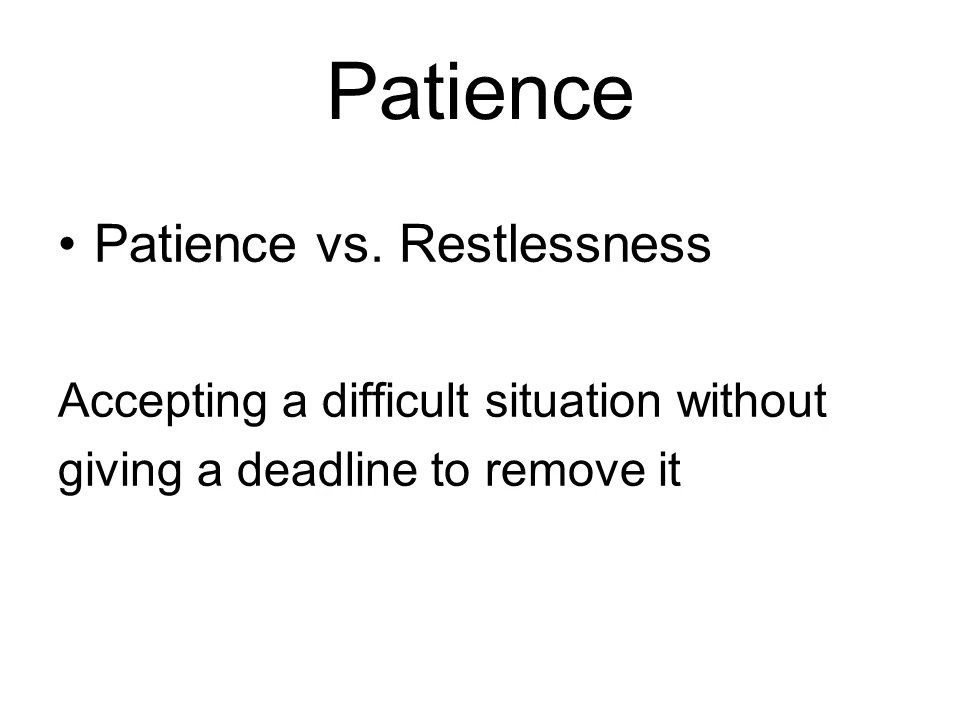 Patience
• Patience vs. Restlessness
Accepting a difficult situation without
giving a deadline to remove it